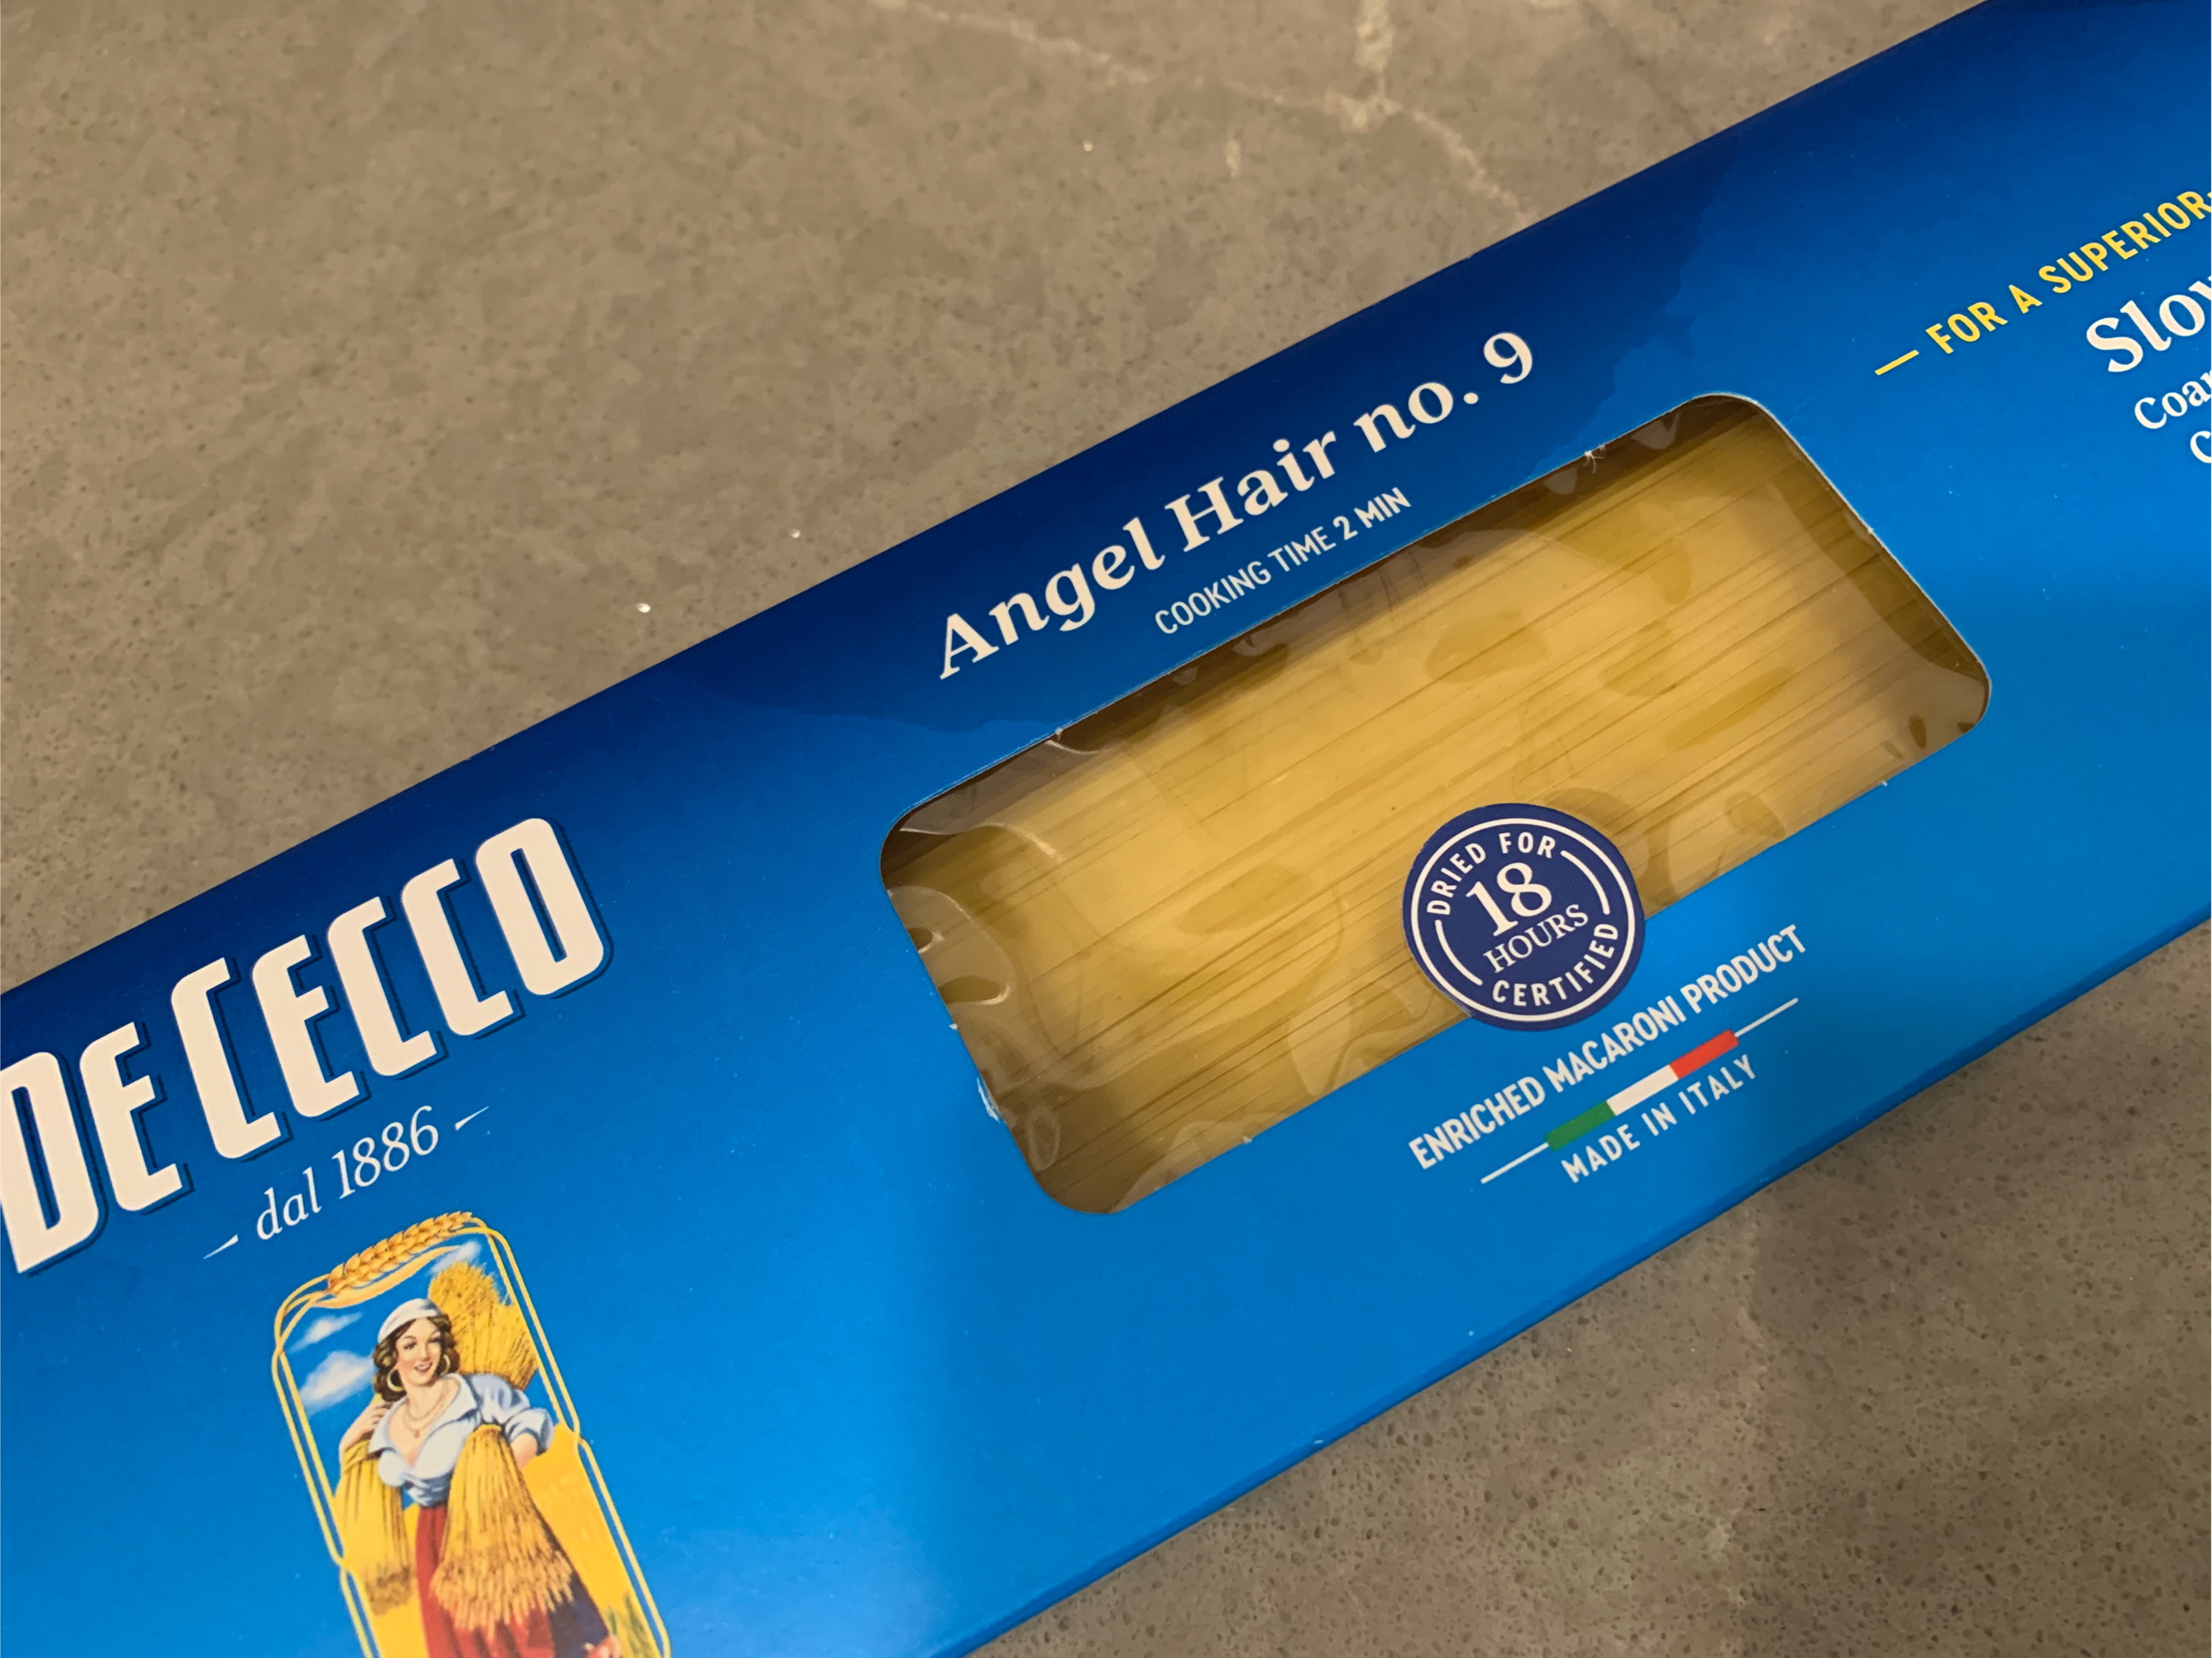 DE CECCO
dal 1886
Angel Hair no. 9
COOKING TIME 2 MIN
DRIED FOR
18
HOURS
CERTIFIED
ENRICHED MACARONI PRODUCT
MADE IN ITALY
FOR A SUPERIOR